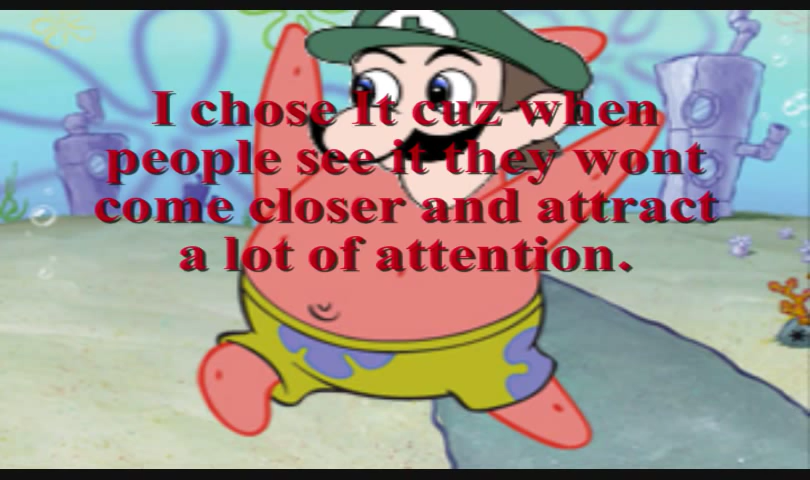 I chose It cuz when
people see it they wont
come closer and attract
a lot of attention.
L